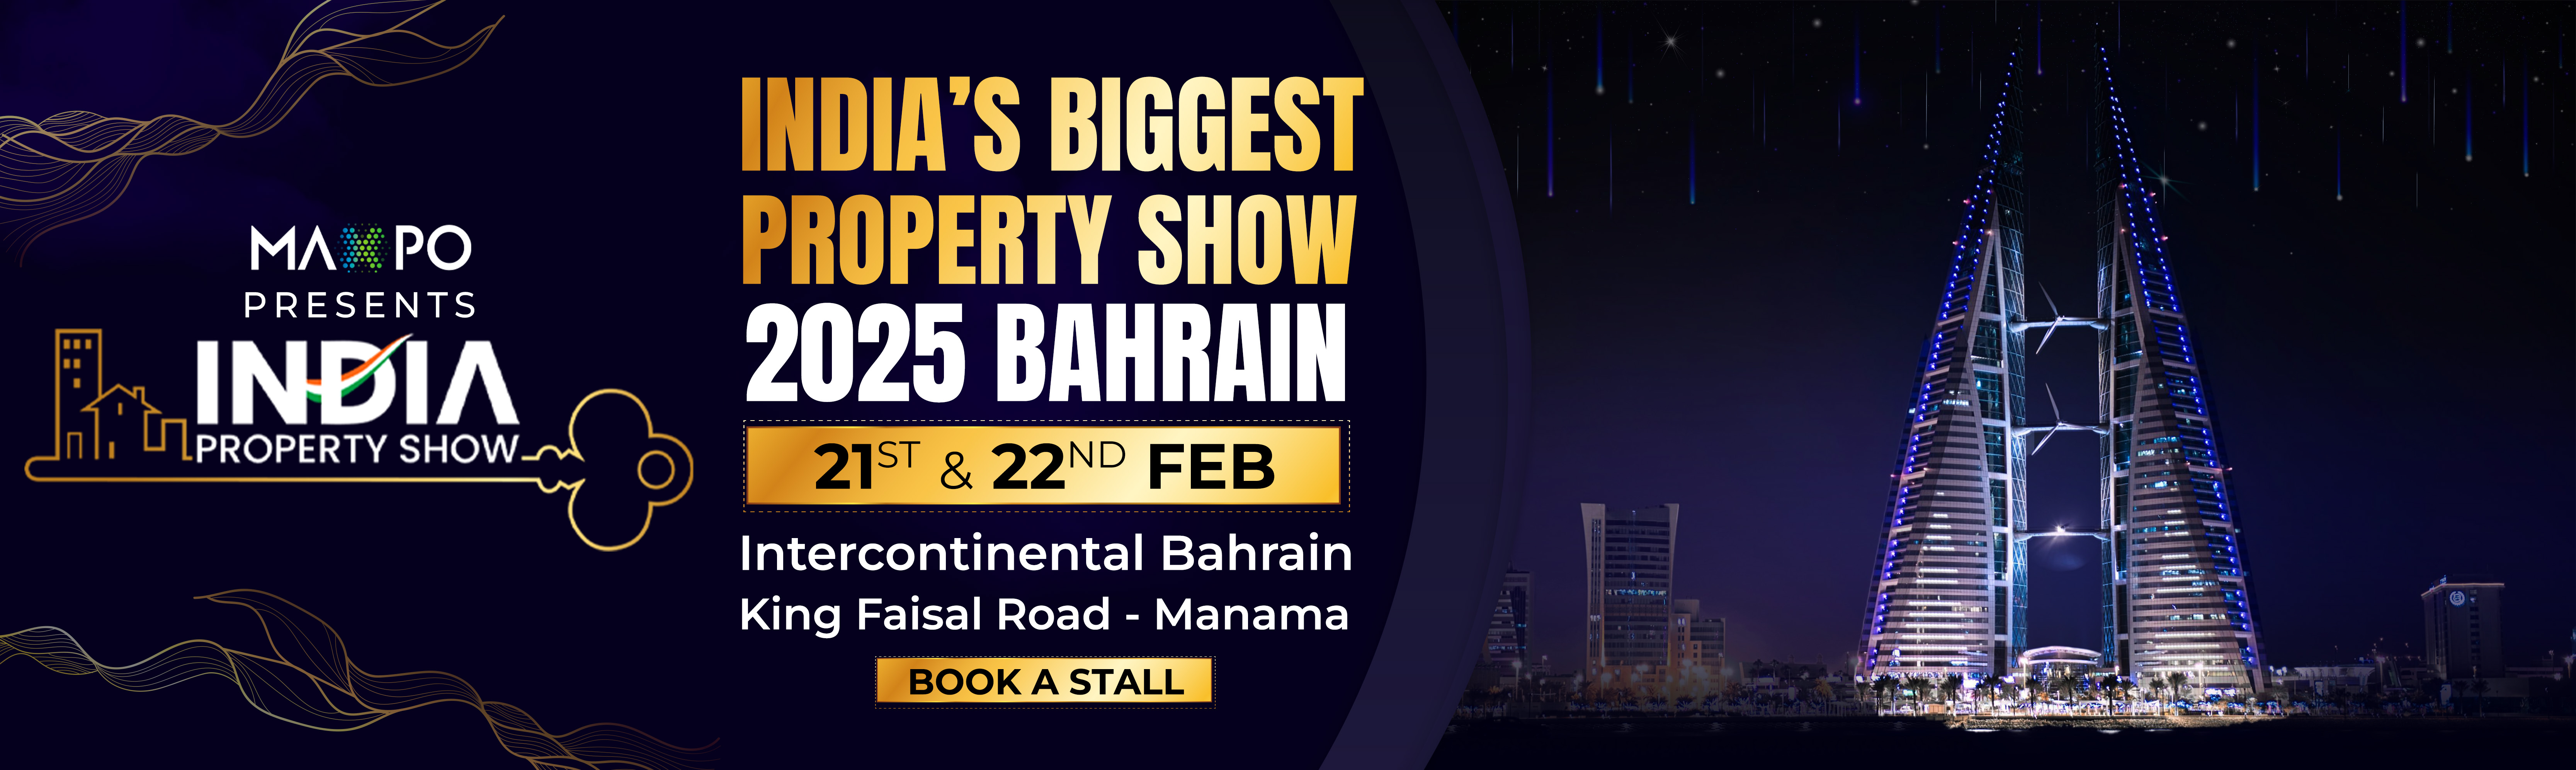 MAXPO
PRESENTS
INDIA
PROPERTY SHOW
INDIA’S BIGGEST
PROPERTY SHOW
2025 BAHRAIN
21ST & 22ND FEB
Intercontinental Bahrain
King Faisal Road - Manama
BOOK A STALL